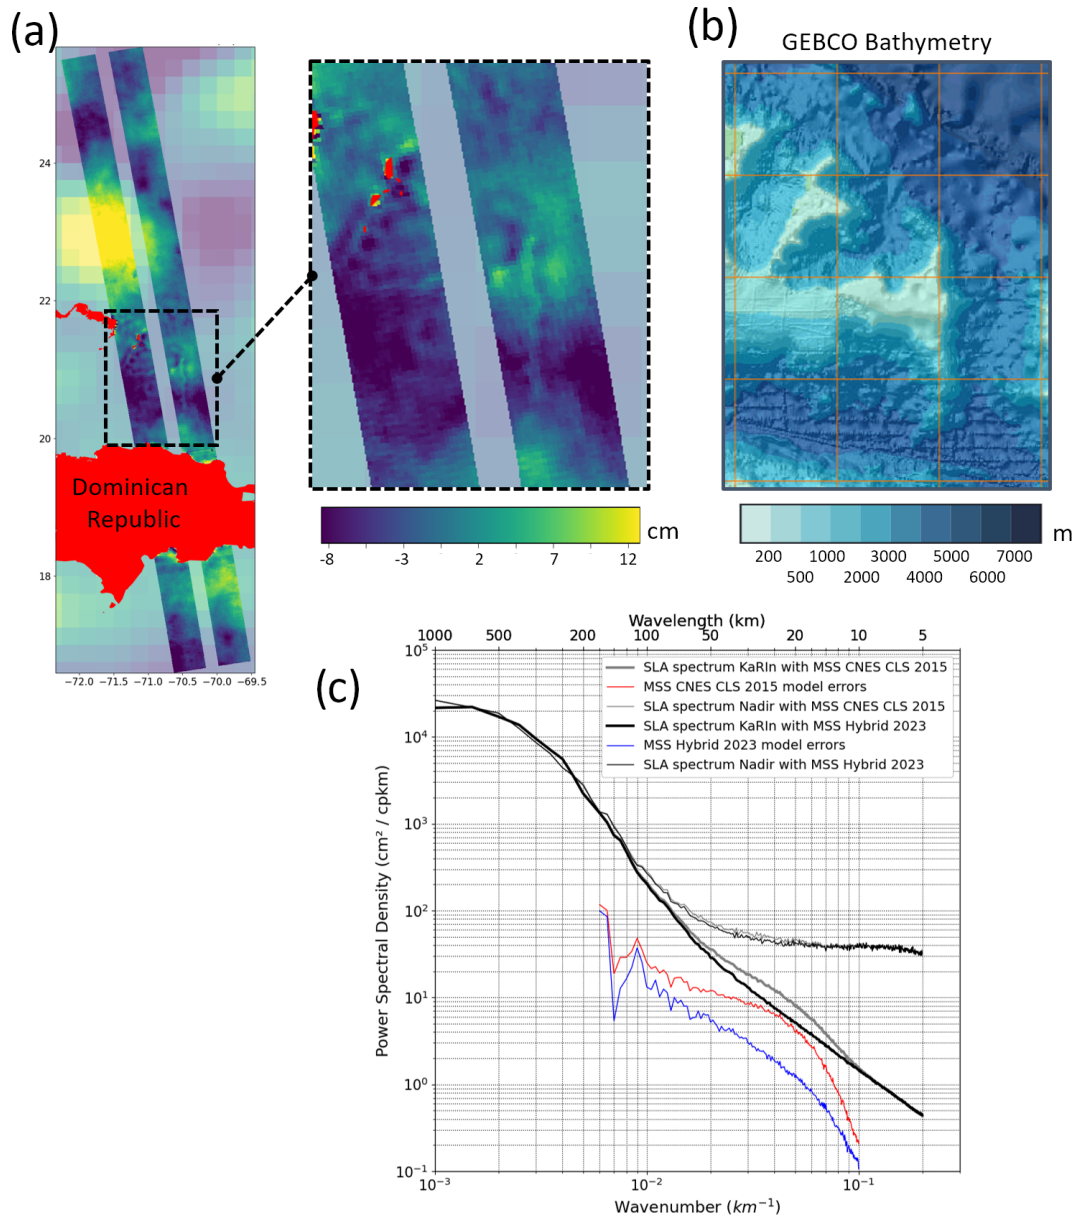 (a)
24
22
20
18
Dominican
Republic
−72.0 −71.5 −71.0 −70.5 −70.0 −69.5
-8 -3 2 7 12
cm
(b)
GEBCO Bathymetry
200 1000 3000 5000 7000
500 2000 4000 6000
m
(c)
Wavelength (km)
1000 500 200 100 50 20 10 5
SLA spectrum KaRIn with MSS CNES CLS 2015
MSS CNES CLS 2015 model errors
SLA spectrum Nadir with MSS CNES CLS 2015
SLA spectrum KaRIn with MSS Hybrid 2023
MSS Hybrid 2023 model errors
SLA spectrum Nadir with MSS Hybrid 2023
Power Spectral Density (cm² / cpkm)
10⁵
10⁴
10³
10²
10¹
10⁰
10⁻¹
10⁻³ 10⁻² 10⁻¹
Wavenumber (km⁻¹)